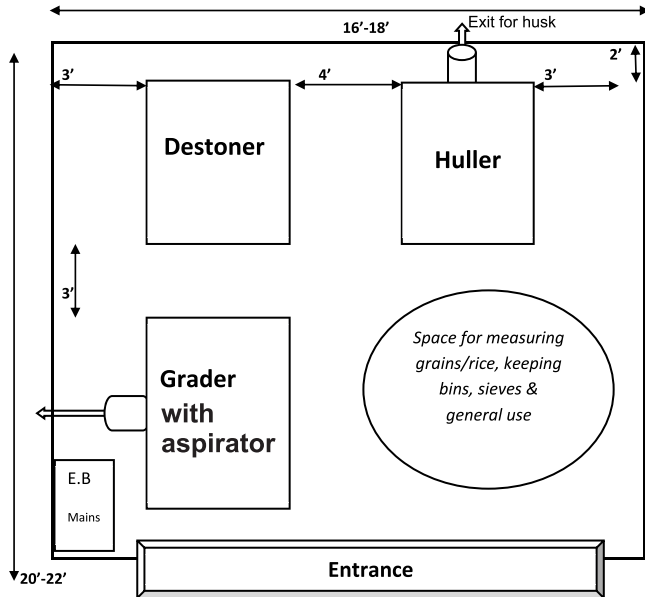 16’-18’
Exit for husk
2’
3’
4’
3’
Destoner
Huller
3’
Space for measuring
grains/rice, keeping
bins, sieves &
general use
Grader
with
aspirator
E.B
Mains
20’-22’
Entrance